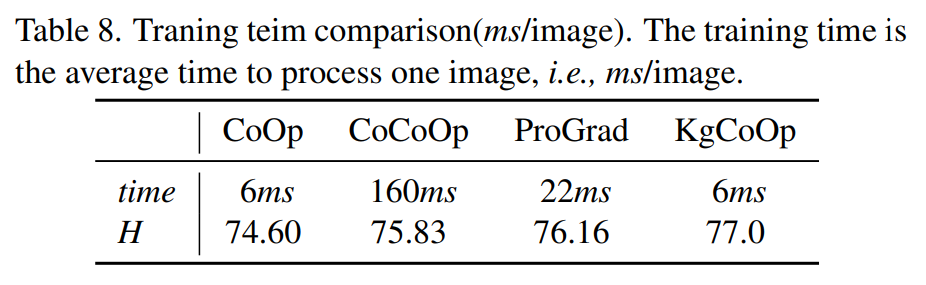 Table 8. Traning teim comparison(ms/image). The training time is
the average time to process one image, i.e., ms/image.
CoOp CoCoOp ProGrad KgCoOp
time 6ms 160ms 22ms 6ms
H 74.60 75.83 76.16 77.0